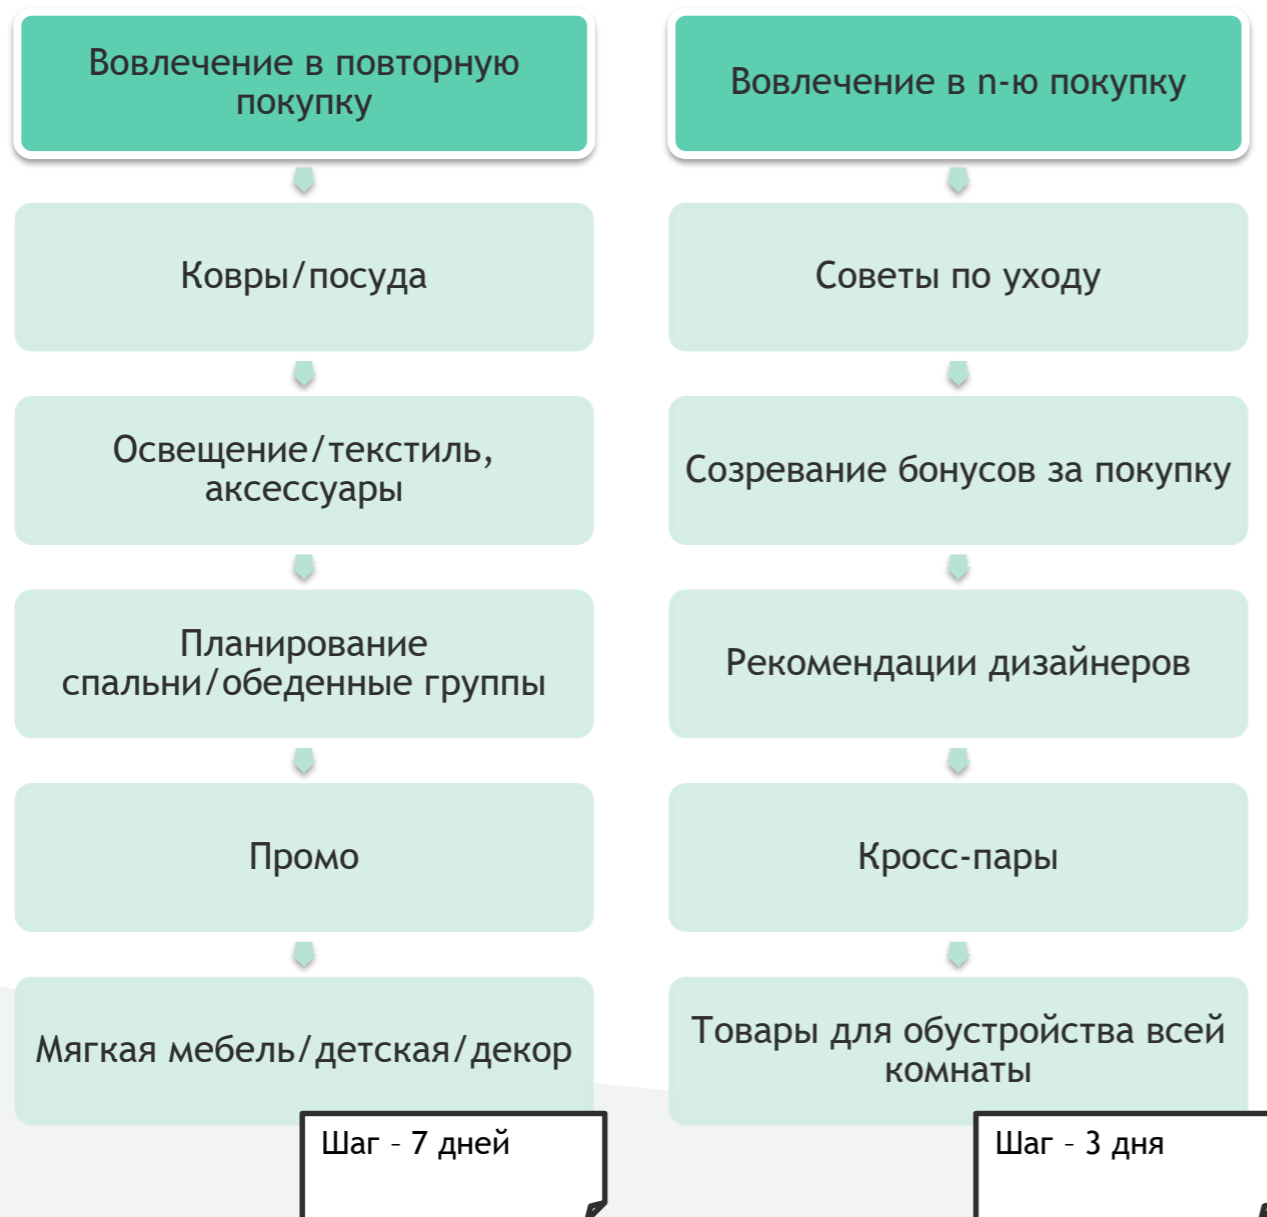 Вовлечение в повторную
покупку
Ковры/посуда
Освещение/текстиль,
аксессуары
Планирование
спальни/обеденные группы
Промо
Мягкая мебель/детская/декор
Шаг – 7 дней
Вовлечение в n-ю покупку
Советы по уходу
Созревание бонусов за покупку
Рекомендации дизайнеров
Кросс-пары
Товары для обустройства всей
комнаты
Шаг – 3 дня